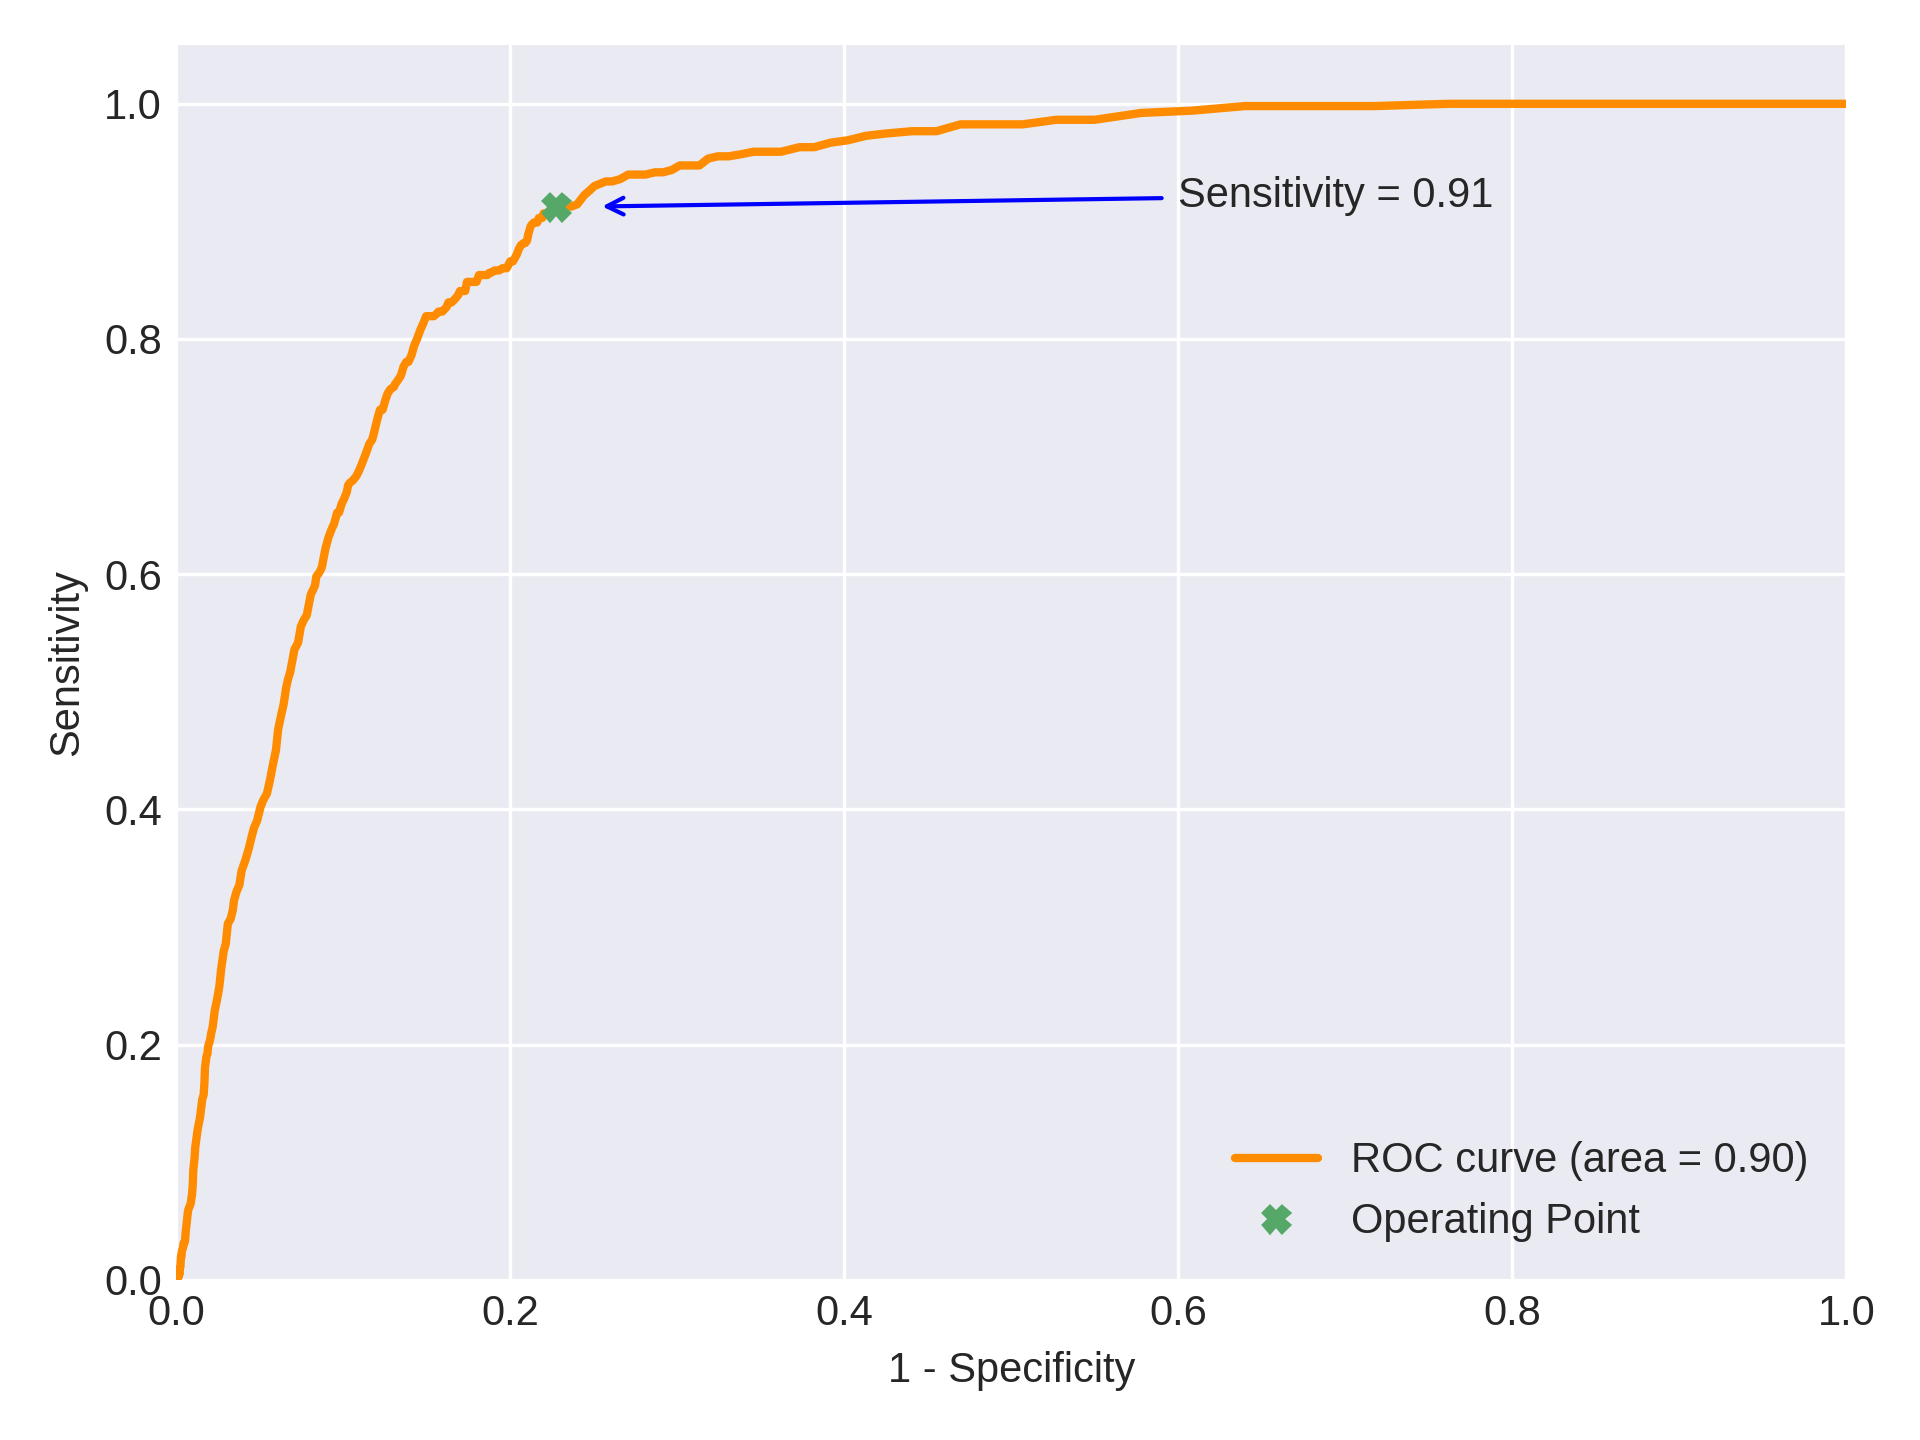 1.0
0.8
0.6
0.4
0.2
0.0
Sensitivity
Sensitivity = 0.91
ROC curve (area = 0.90)
Operating Point
0.0 0.2 0.4 0.6 0.8 1.0
1 - Specificity